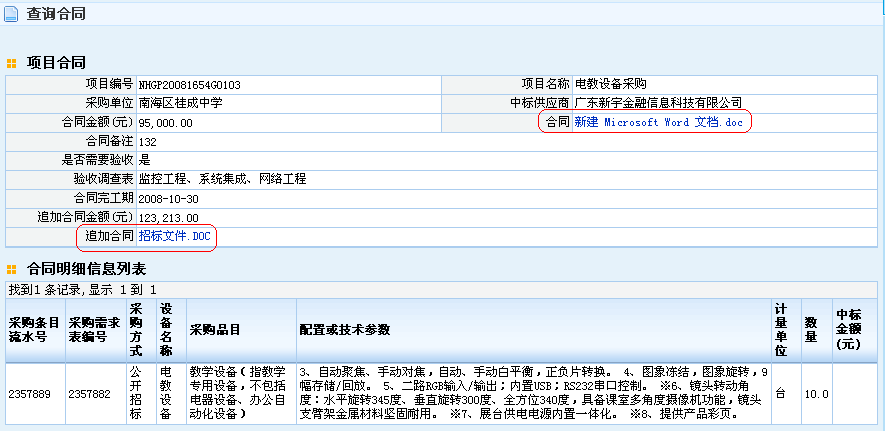 查询合同
项目合同
项目编号 NHGP20081654G0103 项目名称 电教设备采购
采购单位 南海区桂成中学 中标供应商 广东新宇金融信息科技有限公司
合同金额(元) 95,000.00 合同 新建 Microsoft Word 文档.doc
合同备注 132
是否需要验收 是
验收调查表 监控工程、系统集成、网络工程
合同完工期 2008-10-30
追加合同金额(元) 123,213.00
追加合同 招标文件.DOC
合同明细信息列表
找到1 条记录,显示 1 到 1
采购条目流水号 采购需求表编号 采购方式 设备名称 采购品目 配置或技术参数 计量单位 数量 中标金额(元)
2357889 2357882 公开招标 电教设备 教学设备(指教学专用设备,不包括电器设备、办公自动化设备) 3、自动聚焦、手动对焦,自动、手动白平衡,正负片转换。 4、图象冻结,图象旋转,9幅存储/回放。 5、二路RGB输入/输出;内置USB;RS232串口控制。 ※6、镜头转动角度:水平旋转345度、垂直旋转300度、全方位340度,具备课室多角度摄像机功能,镜头支臂架金属材料坚固耐用。 ※7、展台供电电源内置一体化。 ※8、提供产品彩页。 台 10.0